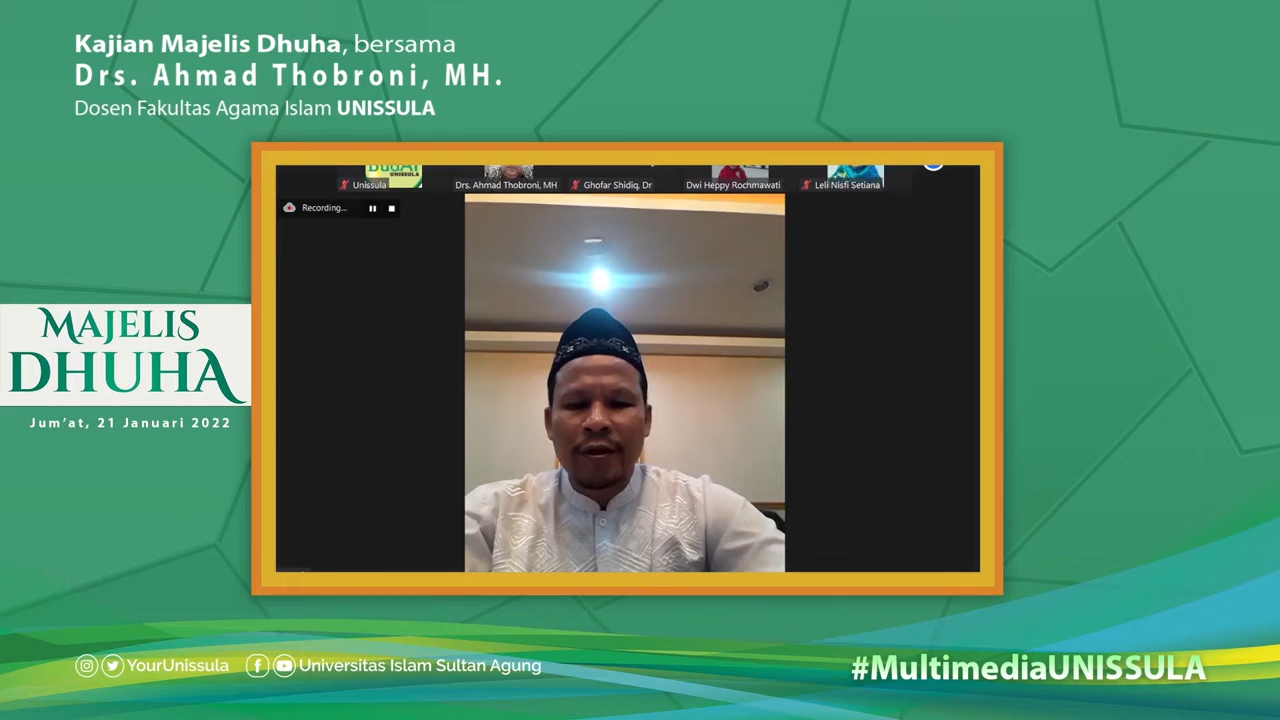 Kajian Majelis Dhuha, bersama
Drs. Ahmad Thobroni, MH.
Dosen Fakultas Agama Islam UNISSULA
BudAI
UNISSULA
Unissula
Drs. Ahmad Thobroni, MH
Ghofar Shidiq, Dr
Dwi Heppy Rochmawati
Leli Nisfi Setiana
Recording...
MAJELIS
DHUHA
Jum'at, 21 Januari 2022
YourUnissula
Universitas Islam Sultan Agung
#MultimediaUNISSULA